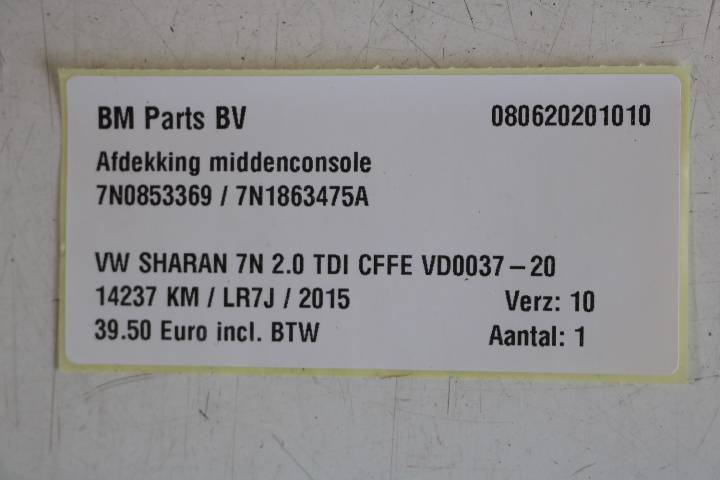 BM Parts BV 080620201010
Afdekking middenconsole
7N0853369 / 7N1863475A
VW SHARAN 7N 2.0 TDI CFFE VD0037-20
14237 KM / LR7J / 2015 Verz: 10
39.50 Euro incl. BTW Aantal: 1